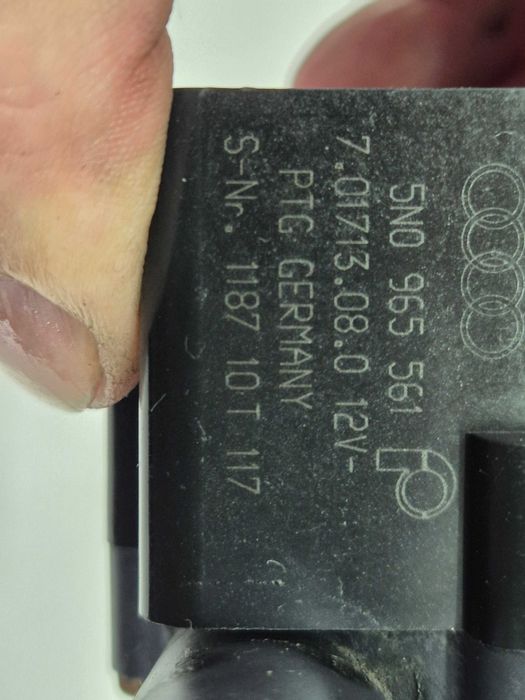 5N0 965 561
7.01713.08.0 12V-
PTG GERMANY
S-Nr. 1187 10T 117